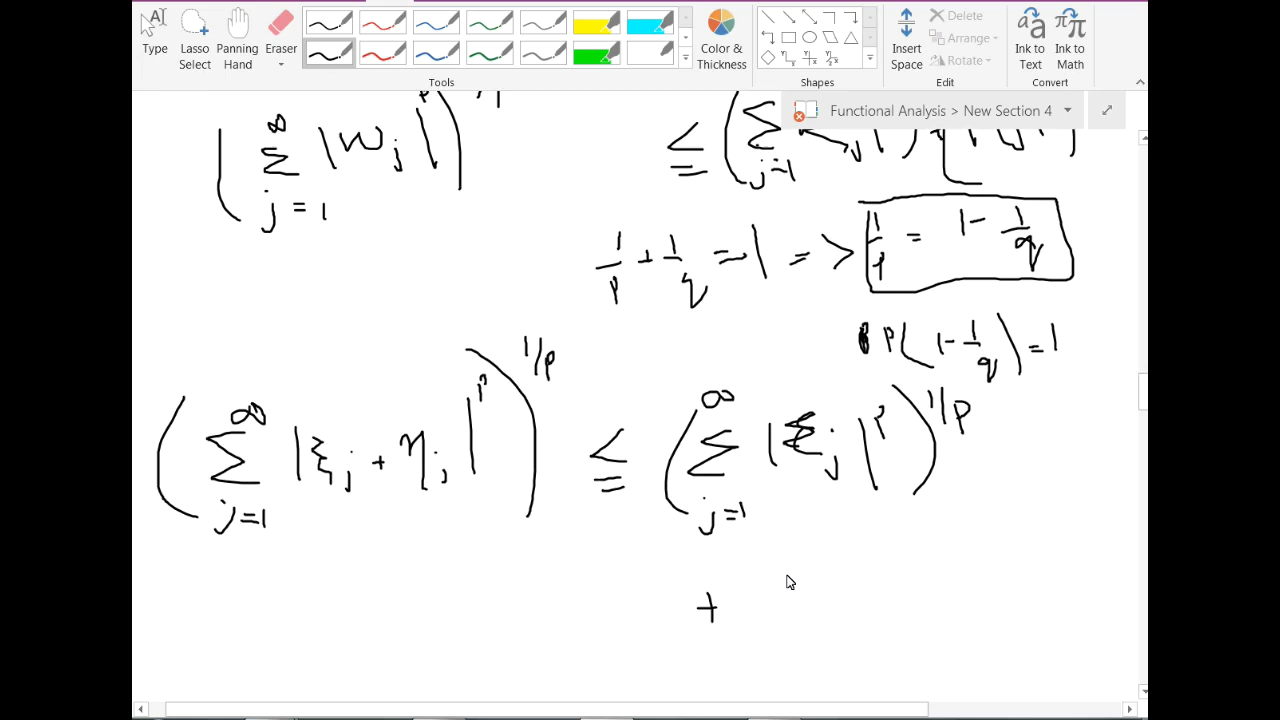 Type
Lasso Select
Panning Hand
Eraser
Color & Thickness
Insert Space
Delete
Arrange
Rotate
Ink to Text
Ink to Math
Tools
Shapes
Edit
Convert
Functional Analysis > New Section 4
( ∞ Σ j = 1 |w_j|^p )
≤ ( Σ j=1
1/p + 1/q = 1 => 1/p = 1 - 1/q
p(1 - 1/q) = 1
( ∞ Σ j=1 |ξ_j + η_j|^p )^{1/p} ≤ ( ∞ Σ j=1 |ξ_j|^p )^{1/p}
+